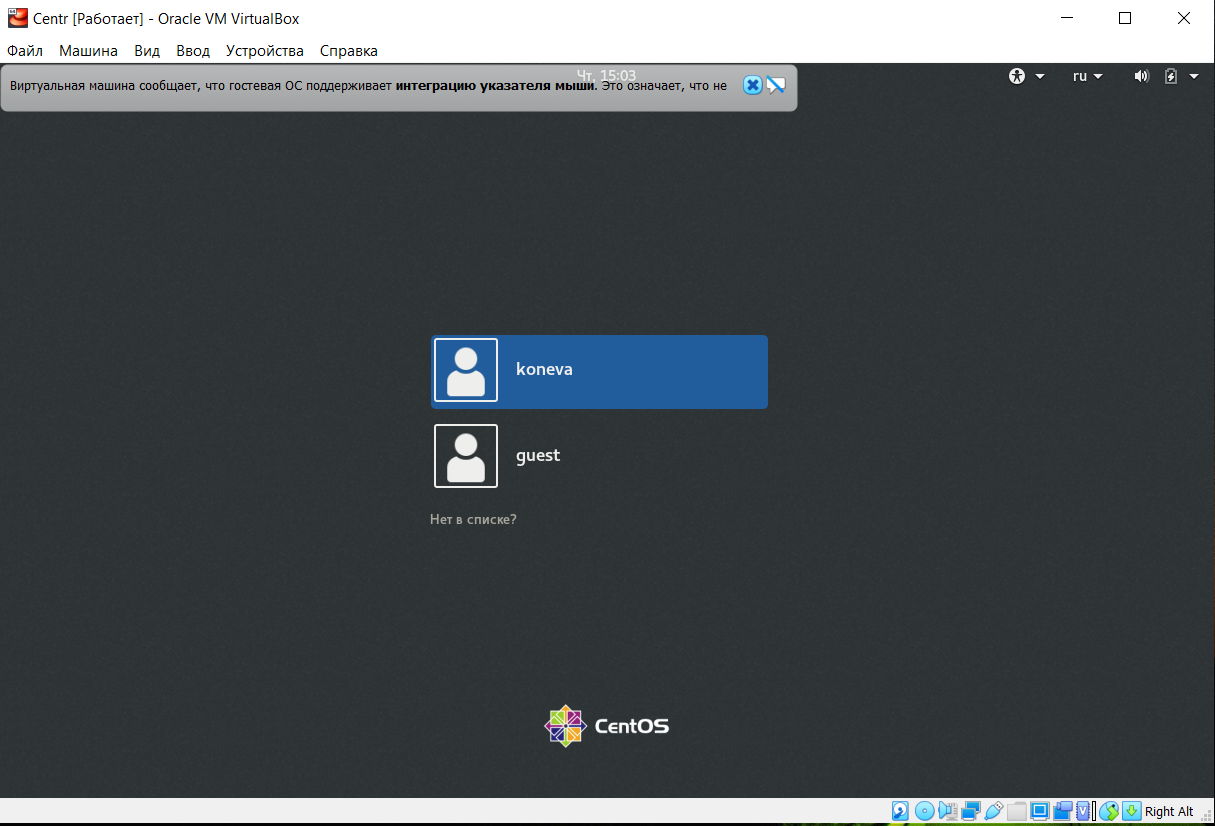 Centr [Работает] - Oracle VM VirtualBox
Файл Машина Вид Ввод Устройства Справка
Чт, 15:03
Виртуальная машина сообщает, что гостевая ОС поддерживает интеграцию указателя мыши. Это означает, что не
ru
koneva
guest
Нет в списке?
CentOS
Right Alt